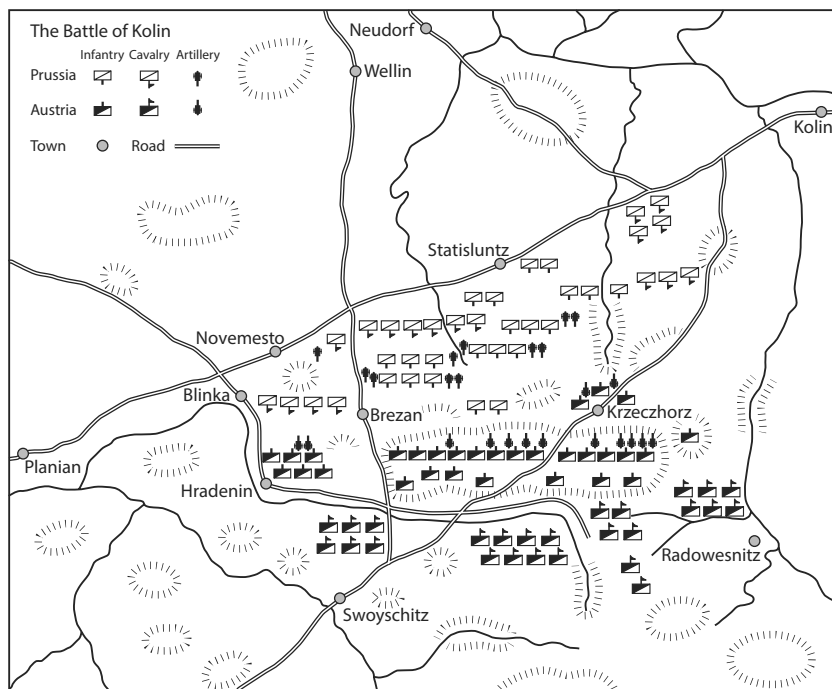 The Battle of Kolin
Infantry Cavalry Artillery
Prussia
Austria
Town Road
Neudorf
Wellin
Kolin
Statisluntz
Novemesto
Blinka
Brezan
Krzeczhorz
Planian
Hradenin
Radowesnitz
Swoyschitz